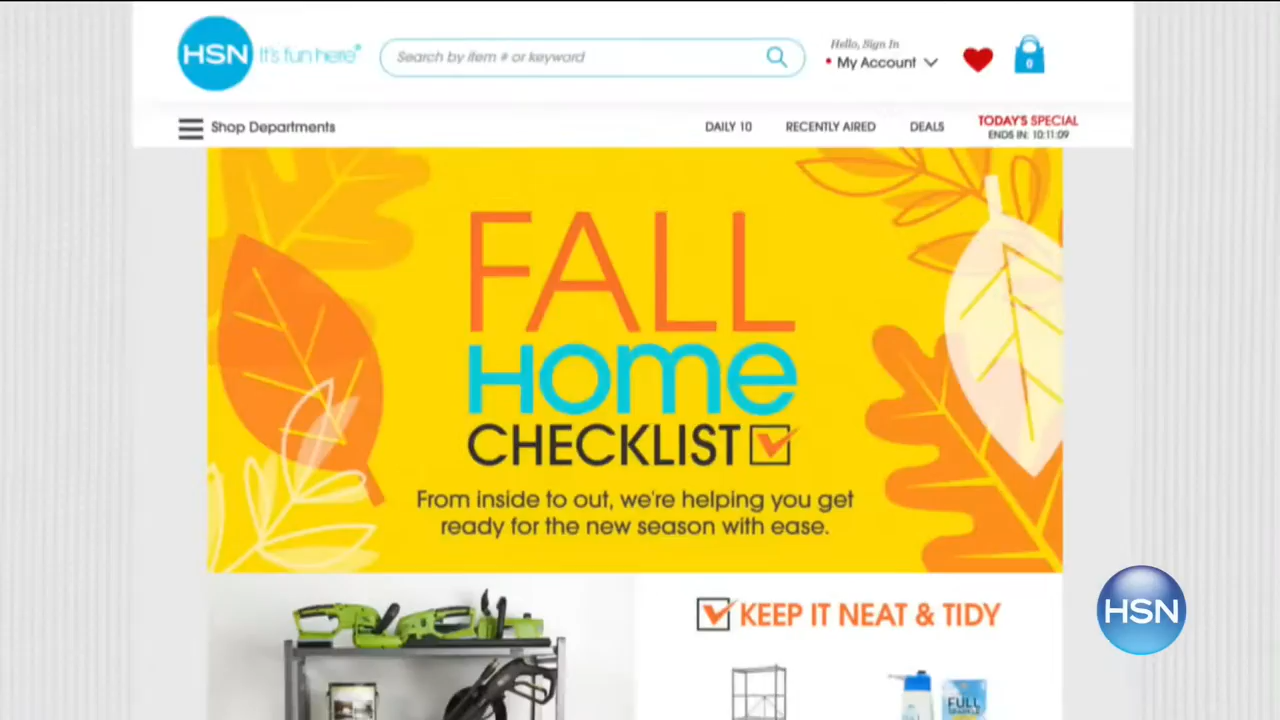 HSN it's fun here®
Search by item # or keyword
Hello, Sign In
My Account
0
Shop Departments
DAILY 10
RECENTLY AIRED
DEALS
TODAY'S SPECIAL
ENDS IN: 10:11:09
FALL
Home
CHECKLIST
From inside to out, we're helping you get
ready for the new season with ease.
KEEP IT NEAT & TIDY
HSN
FULL